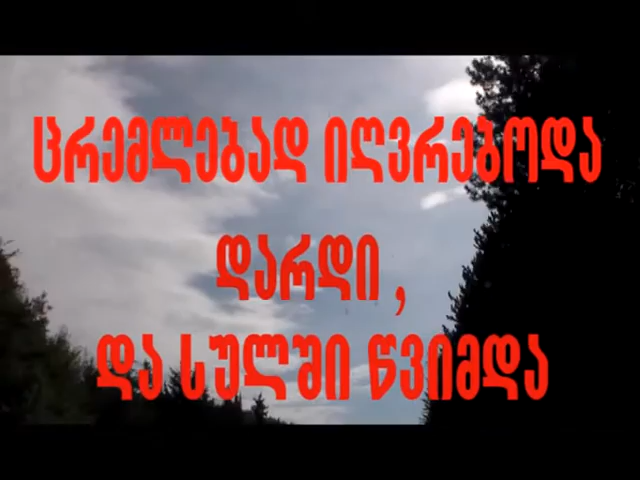 ცრემლებად იღვრებოდა
დარდი ,
და სულში წვიმდა